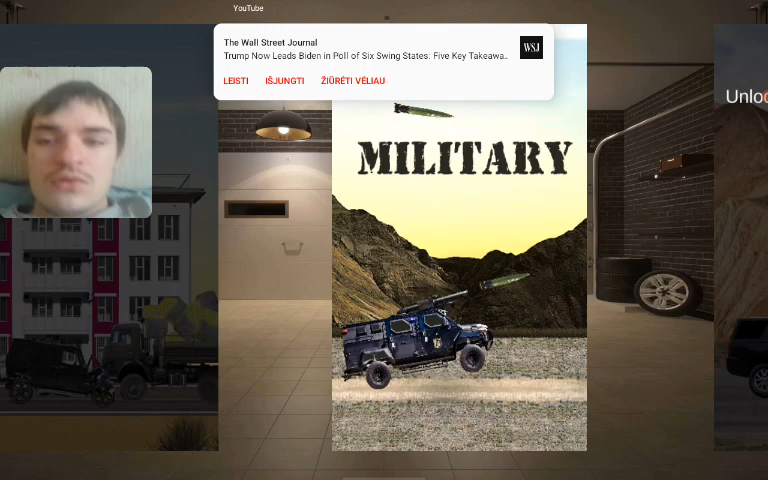 YouTube
The Wall Street Journal
Trump Now Leads Biden in Poll of Six Swing States: Five Key Takeawa..
WSJ
LEISTI IŠJUNGTI ŽIŪRĖTI VĖLIAU
Unlo
MILITARY